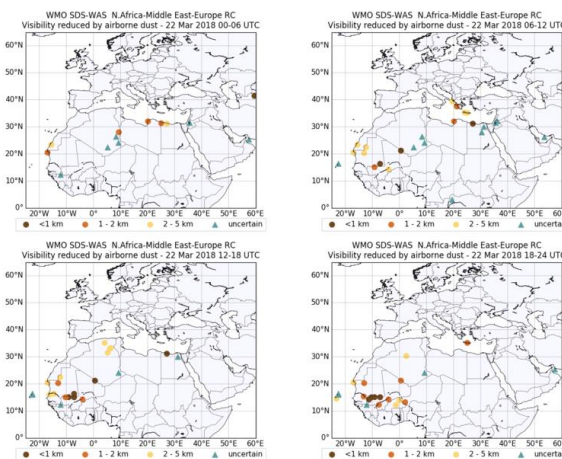 WMO SDS-WAS N.Africa-Middle East-Europe RC
Visibility reduced by airborne dust - 22 Mar 2018 00-06 UTC
60°N
50°N
40°N
30°N
20°N
10°N
0°
20°W 10°W 0° 10°E 20°E 30°E 40°E 50°E 60°E
<1 km 1 - 2 km 2 - 5 km uncertain
WMO SDS-WAS N.Africa-Middle East-Europe RC
Visibility reduced by airborne dust - 22 Mar 2018 06-12 UTC
60°N
50°N
40°N
30°N
20°N
10°N
0°
20°W 10°W 0° 10°E 20°E 30°E 40°E 50°E 60°E
<1 km 1 - 2 km 2 - 5 km uncertain
WMO SDS-WAS N.Africa-Middle East-Europe RC
Visibility reduced by airborne dust - 22 Mar 2018 12-18 UTC
60°N
50°N
40°N
30°N
20°N
10°N
0°
20°W 10°W 0° 10°E 20°E 30°E 40°E 50°E 60°E
<1 km 1 - 2 km 2 - 5 km uncertain
WMO SDS-WAS N.Africa-Middle East-Europe RC
Visibility reduced by airborne dust - 22 Mar 2018 18-24 UTC
60°N
50°N
40°N
30°N
20°N
10°N
0°
20°W 10°W 0° 10°E 20°E 30°E 40°E 50°E 60°E
<1 km 1 - 2 km 2 - 5 km uncertain